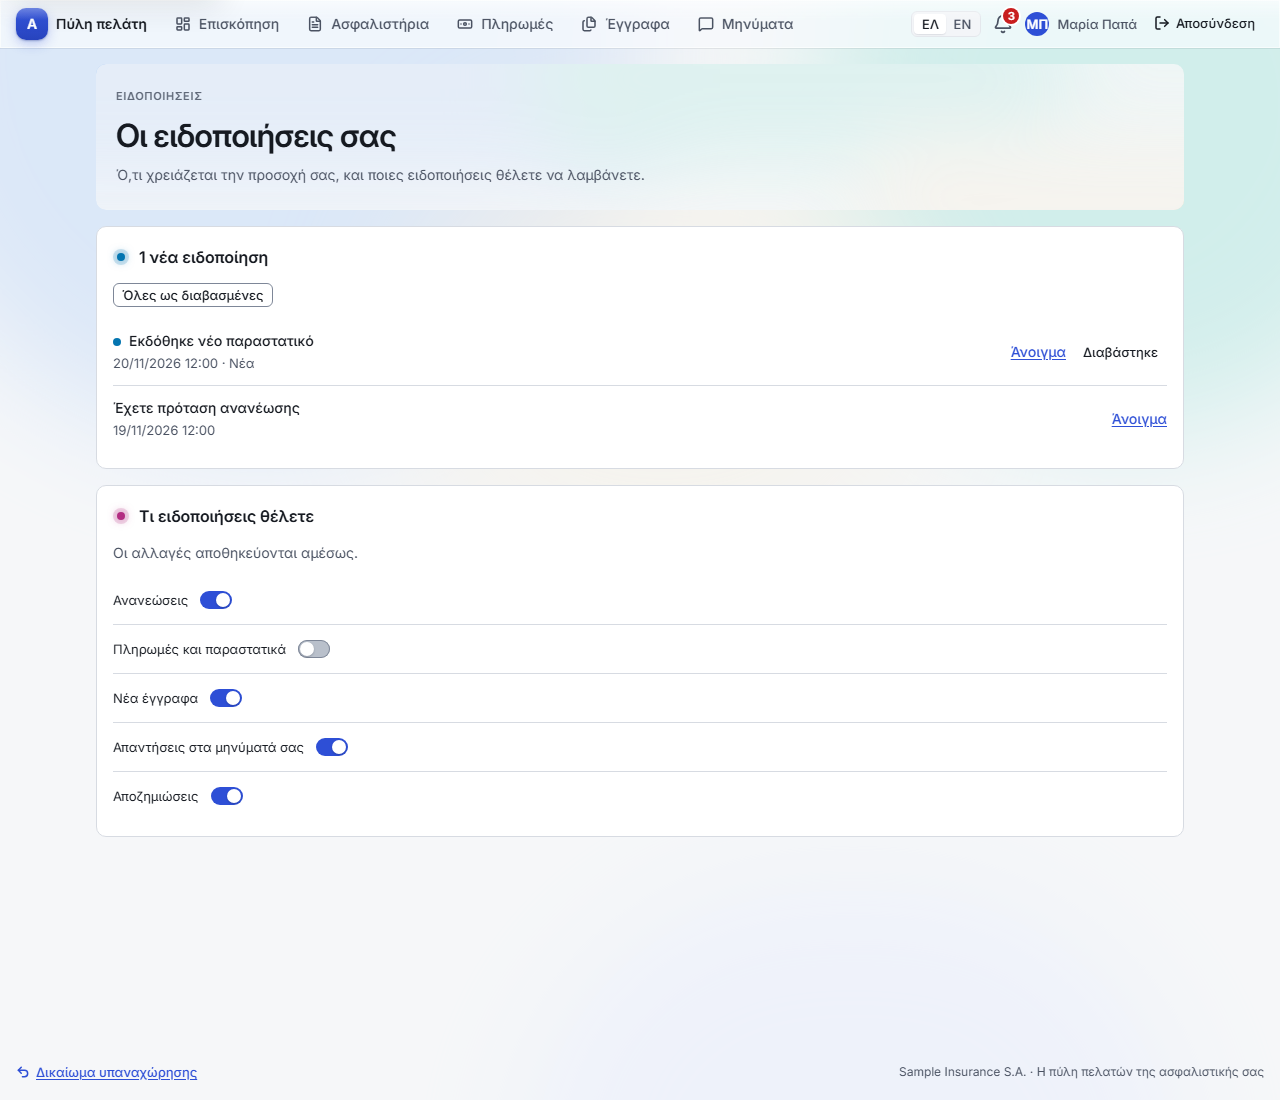 A Πύλη πελάτη Επισκόπηση Ασφαλιστήρια Πληρωμές Έγγραφα Μηνύματα ΕΛ EN 3 ΜΠ Μαρία Παπά Αποσύνδεση
ΕΙΔΟΠΟΙΗΣΕΙΣ
Οι ειδοποιήσεις σας
Ό,τι χρειάζεται την προσοχή σας, και ποιες ειδοποιήσεις θέλετε να λαμβάνετε.
1 νέα ειδοποίηση
Όλες ως διαβασμένες
Εκδόθηκε νέο παραστατικό
20/11/2026 12:00 · Νέα
Άνοιγμα Διαβάστηκε
Έχετε πρόταση ανανέωσης
19/11/2026 12:00
Άνοιγμα
Τι ειδοποιήσεις θέλετε
Οι αλλαγές αποθηκεύονται αμέσως.
Ανανεώσεις
Πληρωμές και παραστατικά
Νέα έγγραφα
Απαντήσεις στα μηνύματά σας
Αποζημιώσεις
Δικαίωμα υπαναχώρησης
Sample Insurance S.A. · Η πύλη πελατών της ασφαλιστικής σας